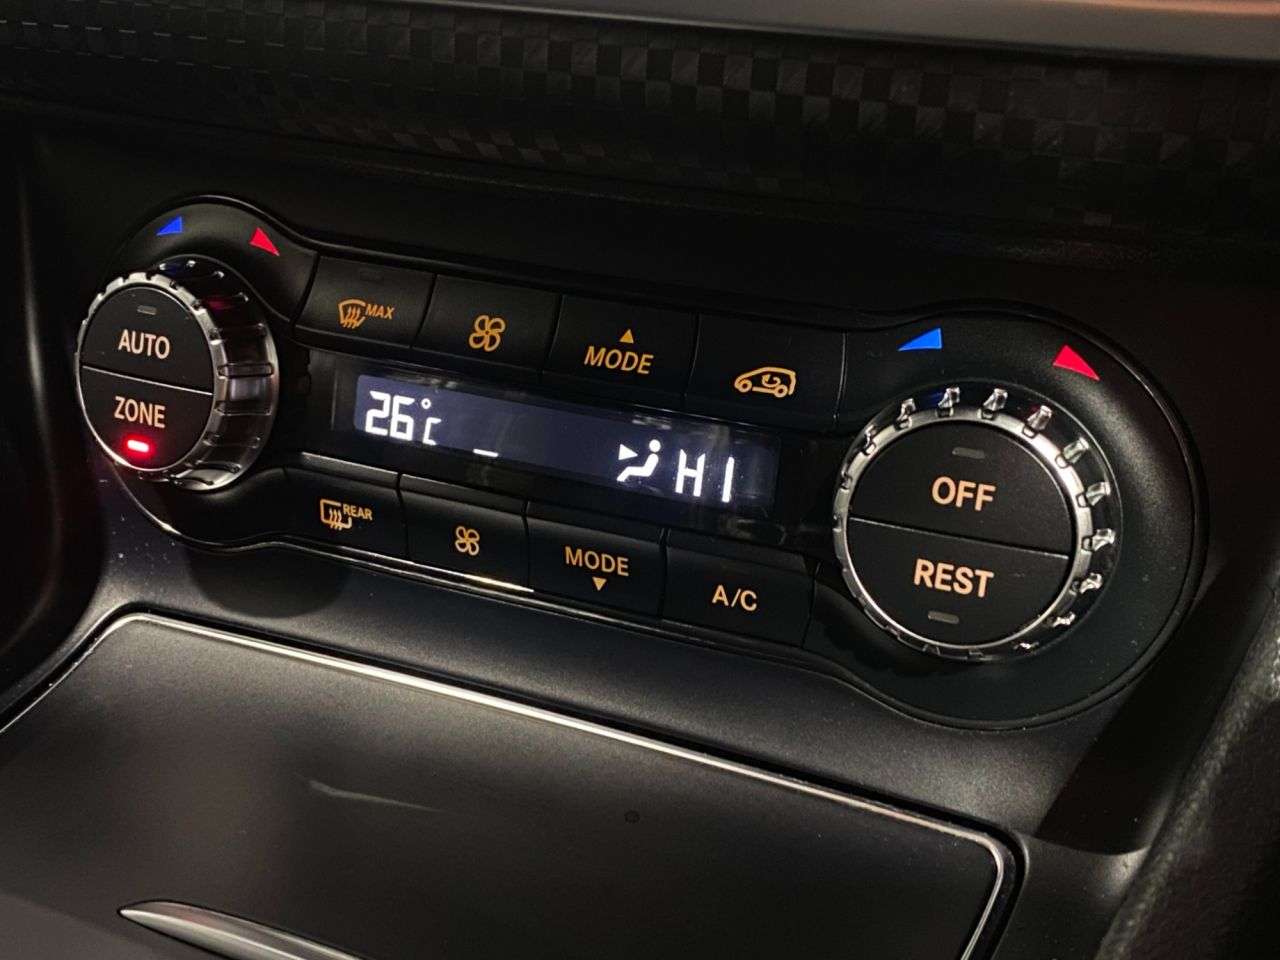 AUTO
ZONE
MAX
MODE
26°C
HI
REAR
MODE
A/C
OFF
REST